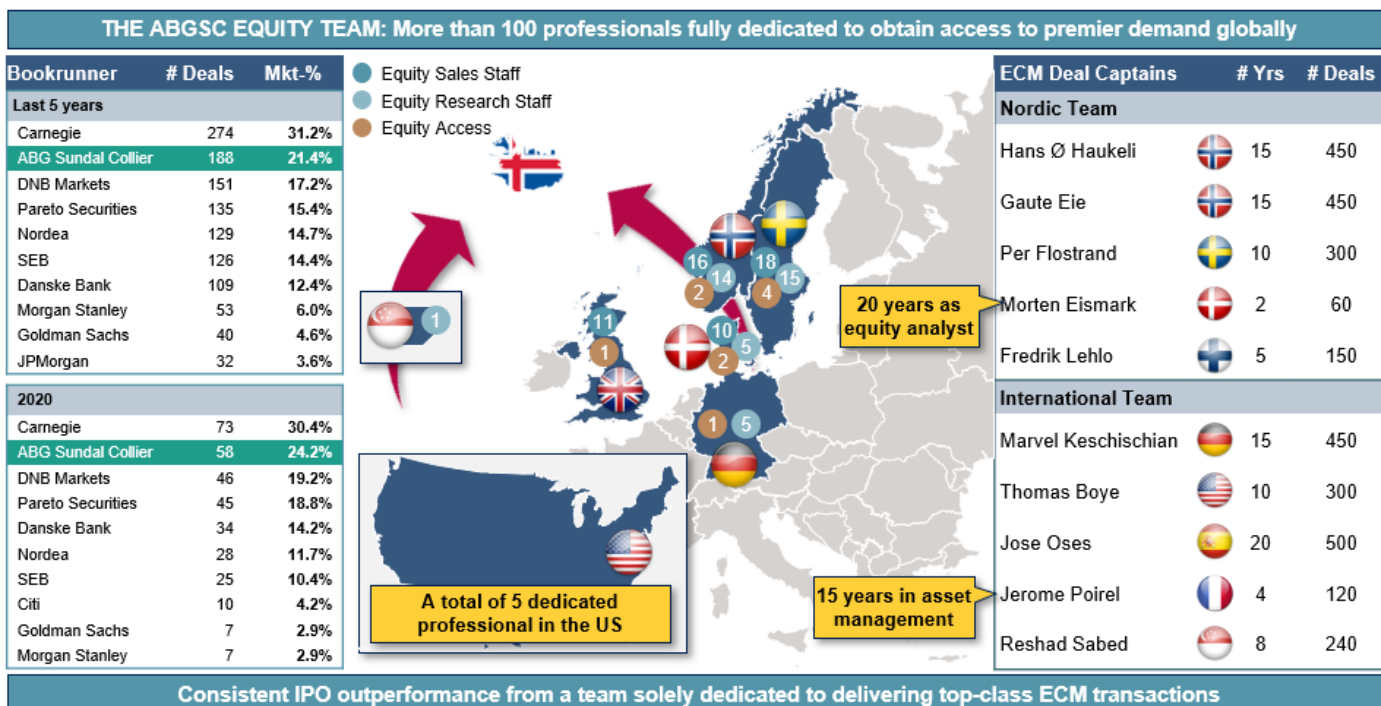 THE ABGSC EQUITY TEAM: More than 100 professionals fully dedicated to obtain access to premier demand globally
Bookrunner # Deals Mkt-%
Last 5 years
Carnegie 274 31.2%
ABG Sundal Collier 188 21.4%
DNB Markets 151 17.2%
Pareto Securities 135 15.4%
Nordea 129 14.7%
SEB 126 14.4%
Danske Bank 109 12.4%
Morgan Stanley 53 6.0%
Goldman Sachs 40 4.6%
JPMorgan 32 3.6%
2020
Carnegie 73 30.4%
ABG Sundal Collier 58 24.2%
DNB Markets 46 19.2%
Pareto Securities 45 18.8%
Danske Bank 34 14.2%
Nordea 28 11.7%
SEB 25 10.4%
Citi 10 4.2%
Goldman Sachs 7 2.9%
Morgan Stanley 7 2.9%
Equity Sales Staff
Equity Research Staff
Equity Access
1
16
14
2
18
15
4
11
1
10
5
2
1
5
A total of 5 dedicated
professional in the US
20 years as
equity analyst
15 years in asset
management
ECM Deal Captains # Yrs # Deals
Nordic Team
Hans Ø Haukeli 15 450
Gaute Eie 15 450
Per Flostrand 10 300
Morten Eismark 2 60
Fredrik Lehlo 5 150
International Team
Marvel Keschischian 15 450
Thomas Boye 10 300
Jose Oses 20 500
Jerome Poirel 4 120
Reshad Sabed 8 240
Consistent IPO outperformance from a team solely dedicated to delivering top-class ECM transactions